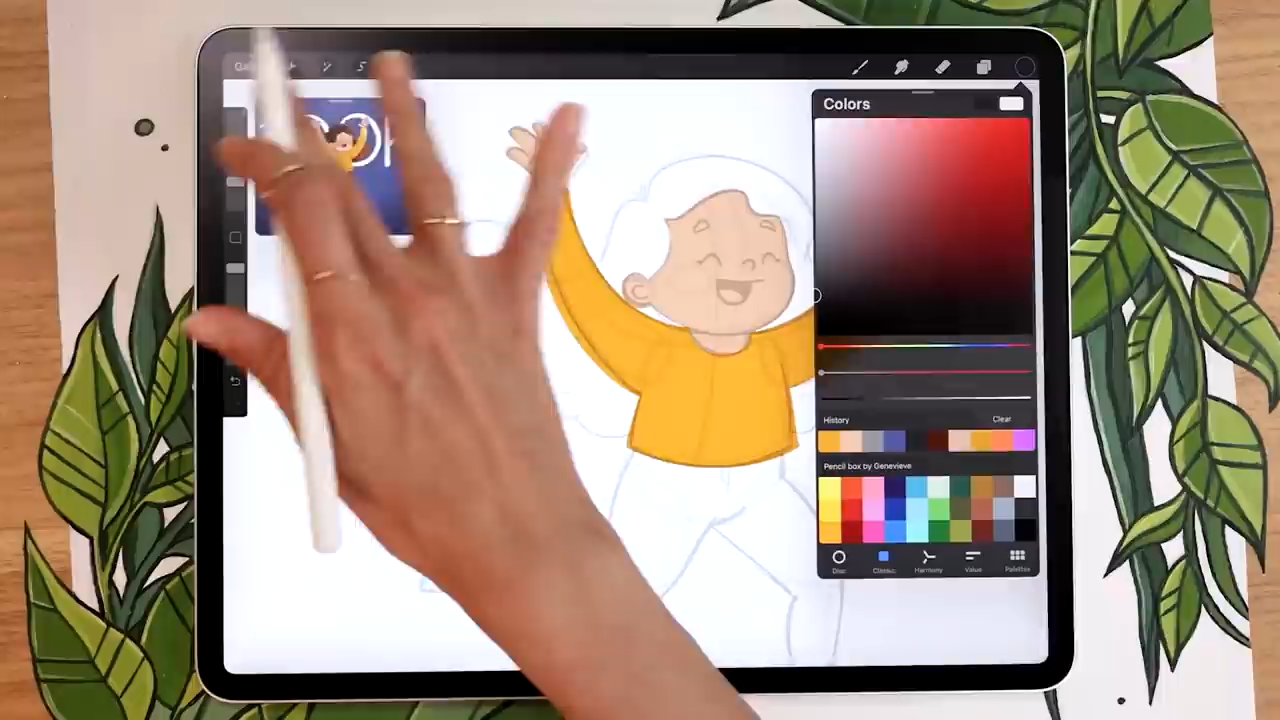 Colors
History Clear
Pencil box by Genevieve
Disc Classic Harmony Value Palettes